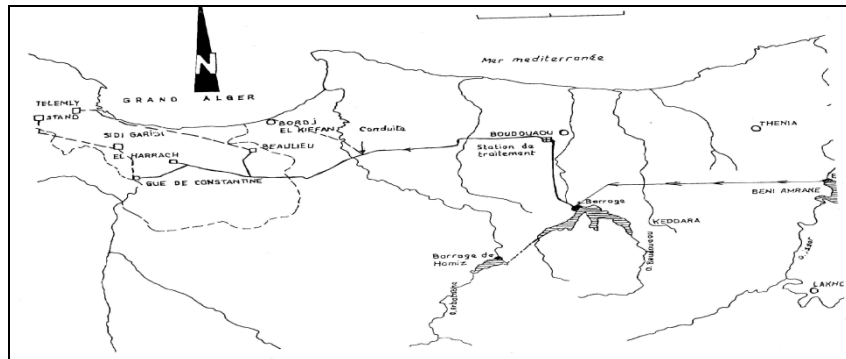 Mer mediterranée
N
GRAND ALGER
TELEMLY
STAND
BORDJ
EL KIEFAN
Conduite
BOUDOUAOU
THENIA
SIDI GARIDI
BEAULIEU
Station de
traitement
EL HARRACH
GUE DE CONSTANTINE
BENI AMRANE
Barrage
KEDDARA
Barrage de
Hamiz
O. Boudouaou
O. Isser